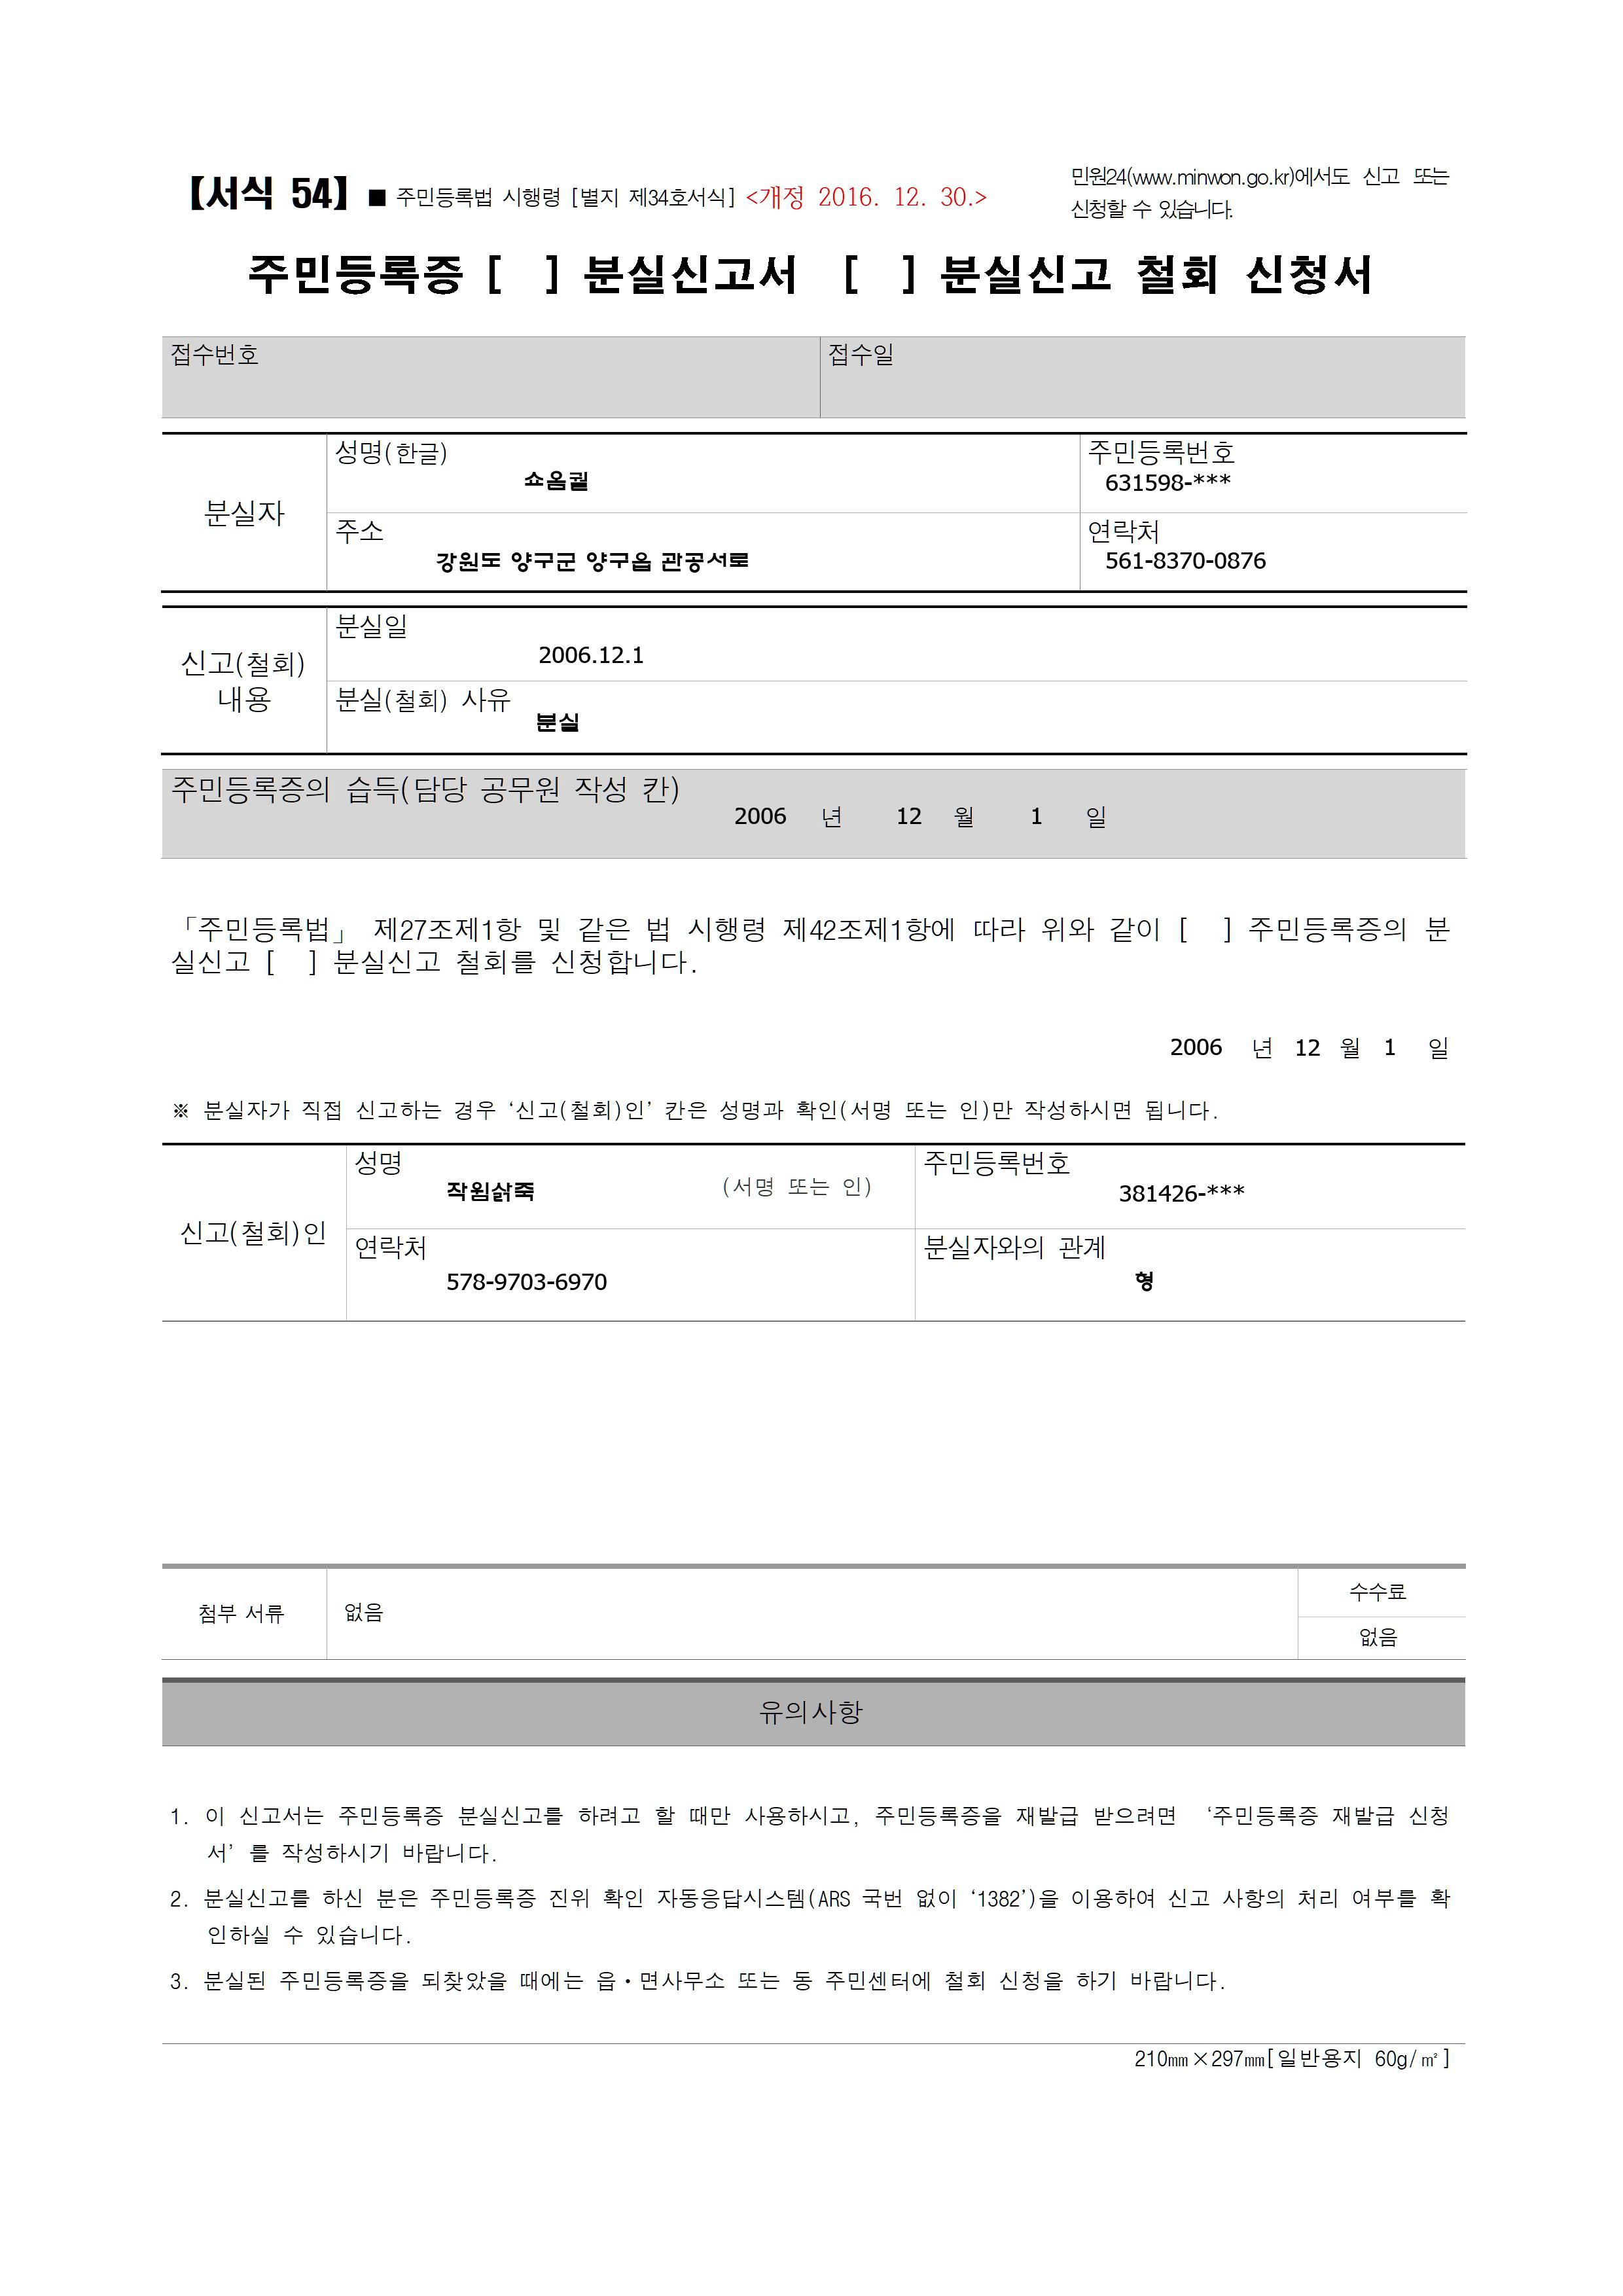 【서식 54】 ■ 주민등록법 시행령 [별지 제34호서식] <개정 2016. 12. 30.>
민원24(www.minwon.go.kr)에서도 신고 또는
신청할 수 있습니다.
주민등록증 [  ] 분실신고서  [  ] 분실신고 철회 신청서
접수번호
접수일
분실자
성명(한글)
쇼옴궐
주민등록번호
631598-***
주소
강원도 양구군 양구읍 관공서로
연락처
561-8370-0876
신고(철회)
내용
분실일
2006.12.1
분실(철회) 사유
분실
주민등록증의 습득(담당 공무원 작성 칸)
2006 년 12 월 1 일
「주민등록법」 제27조제1항 및 같은 법 시행령 제42조제1항에 따라 위와 같이 [  ] 주민등록증의 분
실신고 [  ] 분실신고 철회를 신청합니다.
2006 년 12 월 1 일
※ 분실자가 직접 신고하는 경우 ‘신고(철회)인’ 칸은 성명과 확인(서명 또는 인)만 작성하시면 됩니다.
신고(철회)인
성명
작윔삵죽 (서명 또는 인)
주민등록번호
381426-***
연락처
578-9703-6970
분실자와의 관계
형
첨부 서류
없음
수수료
없음
유의사항
1. 이 신고서는 주민등록증 분실신고를 하려고 할 때만 사용하시고, 주민등록증을 재발급 받으려면 ‘주민등록증 재발급 신청
서’를 작성하시기 바랍니다.
2. 분실신고를 하신 분은 주민등록증 진위 확인 자동응답시스템(ARS 국번 없이 ‘1382’)을 이용하여 신고 사항의 처리 여부를 확
인하실 수 있습니다.
3. 분실된 주민등록증을 되찾았을 때에는 읍·면사무소 또는 동 주민센터에 철회 신청을 하기 바랍니다.
210㎜×297㎜[일반용지 60g/㎡]